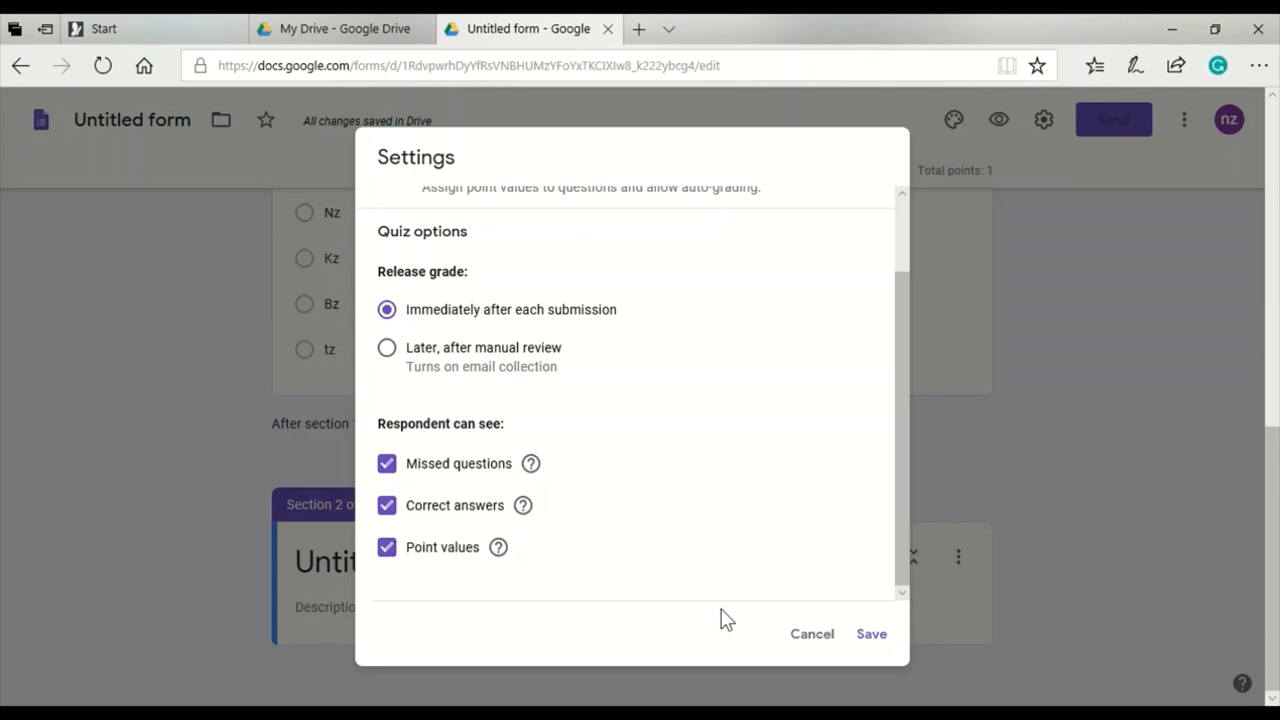 Start
My Drive - Google Drive
Untitled form - Google
https://docs.google.com/forms/d/1RdvpwrhDyYfRsVNBHUMzYFoYxTKCIXIw8_k222ybcg4/edit
Untitled form
All changes saved in Drive
Send
nz
Total points: 1
Settings
Assign point values to questions and allow auto-grading.
Quiz options
Release grade:
Immediately after each submission
Later, after manual review
Turns on email collection
Respondent can see:
Missed questions
Correct answers
Point values
Cancel
Save
Nz
Kz
Bz
tz
After section
Section 2 o
Untit
Descriptio